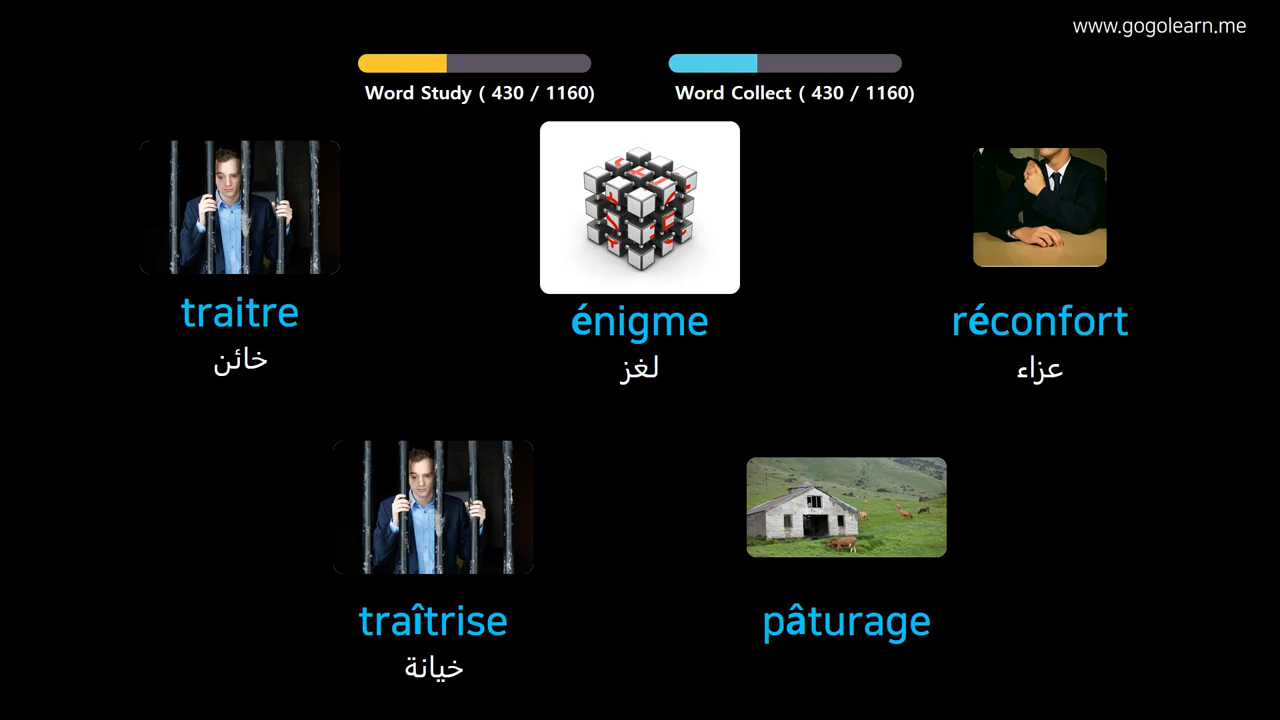 www.gogolearn.me
Word Study ( 430 / 1160)
Word Collect ( 430 / 1160)
traitre
خائن
énigme
لغز
réconfort
عزاء
traîtrise
خيانة
pâturage